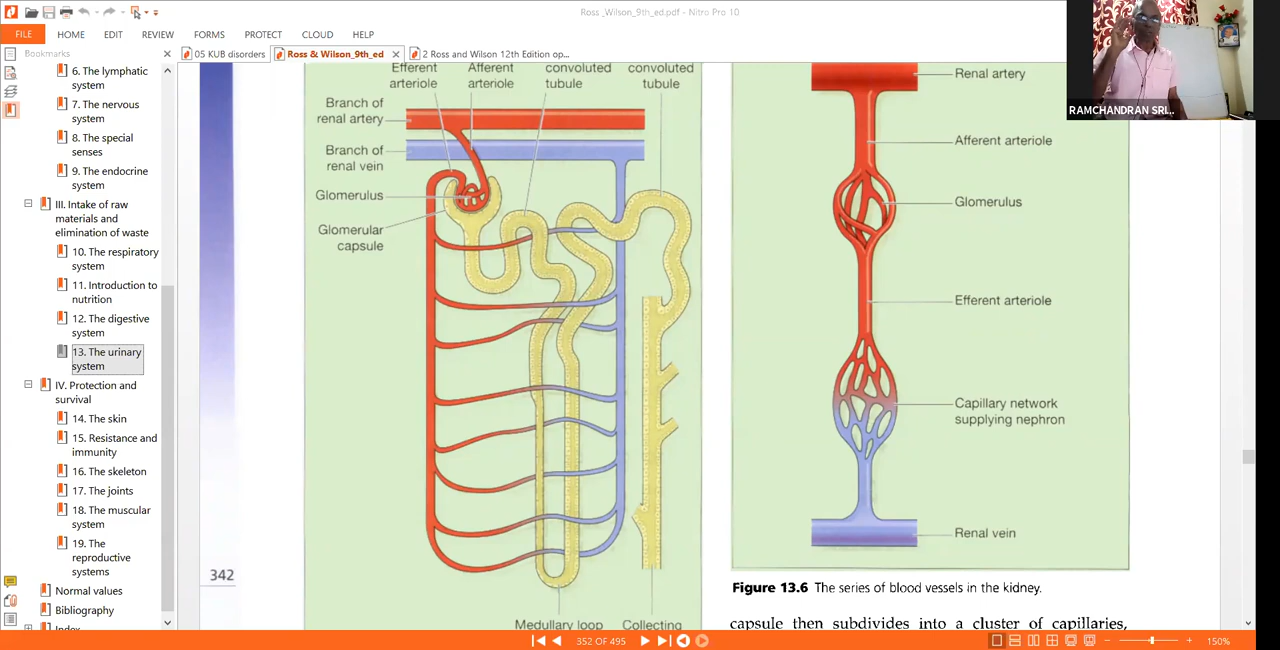 Ross _Wilson_9th_ed.pdf - Nitro Pro 10
FILE
HOME
EDIT
REVIEW
FORMS
PROTECT
CLOUD
HELP
Bookmarks
05 KUB disorders
Ross & Wilson_9th_ed
2 Ross and Wilson 12th Edition op...
6. The lymphatic
system
7. The nervous
system
8. The special
senses
9. The endocrine
system
III. Intake of raw
materials and
elimination of waste
10. The respiratory
system
11. Introduction to
nutrition
12. The digestive
system
13. The urinary
system
IV. Protection and
survival
14. The skin
15. Resistance and
immunity
16. The skeleton
17. The joints
18. The muscular
system
19. The
reproductive
systems
Normal values
Bibliography
Index
342
Efferent
arteriole
Afferent
arteriole
convoluted
tubule
convoluted
tubule
Branch of
renal artery
Branch of
renal vein
Glomerulus
Glomerular
capsule
Medullary loop
Collecting
Renal artery
Afferent arteriole
Glomerulus
Efferent arteriole
Capillary network
supplying nephron
Renal vein
Figure 13.6 The series of blood vessels in the kidney.
capsule then subdivides into a cluster of capillaries,
RAMCHANDRAN SRI...
352 OF 495
150%